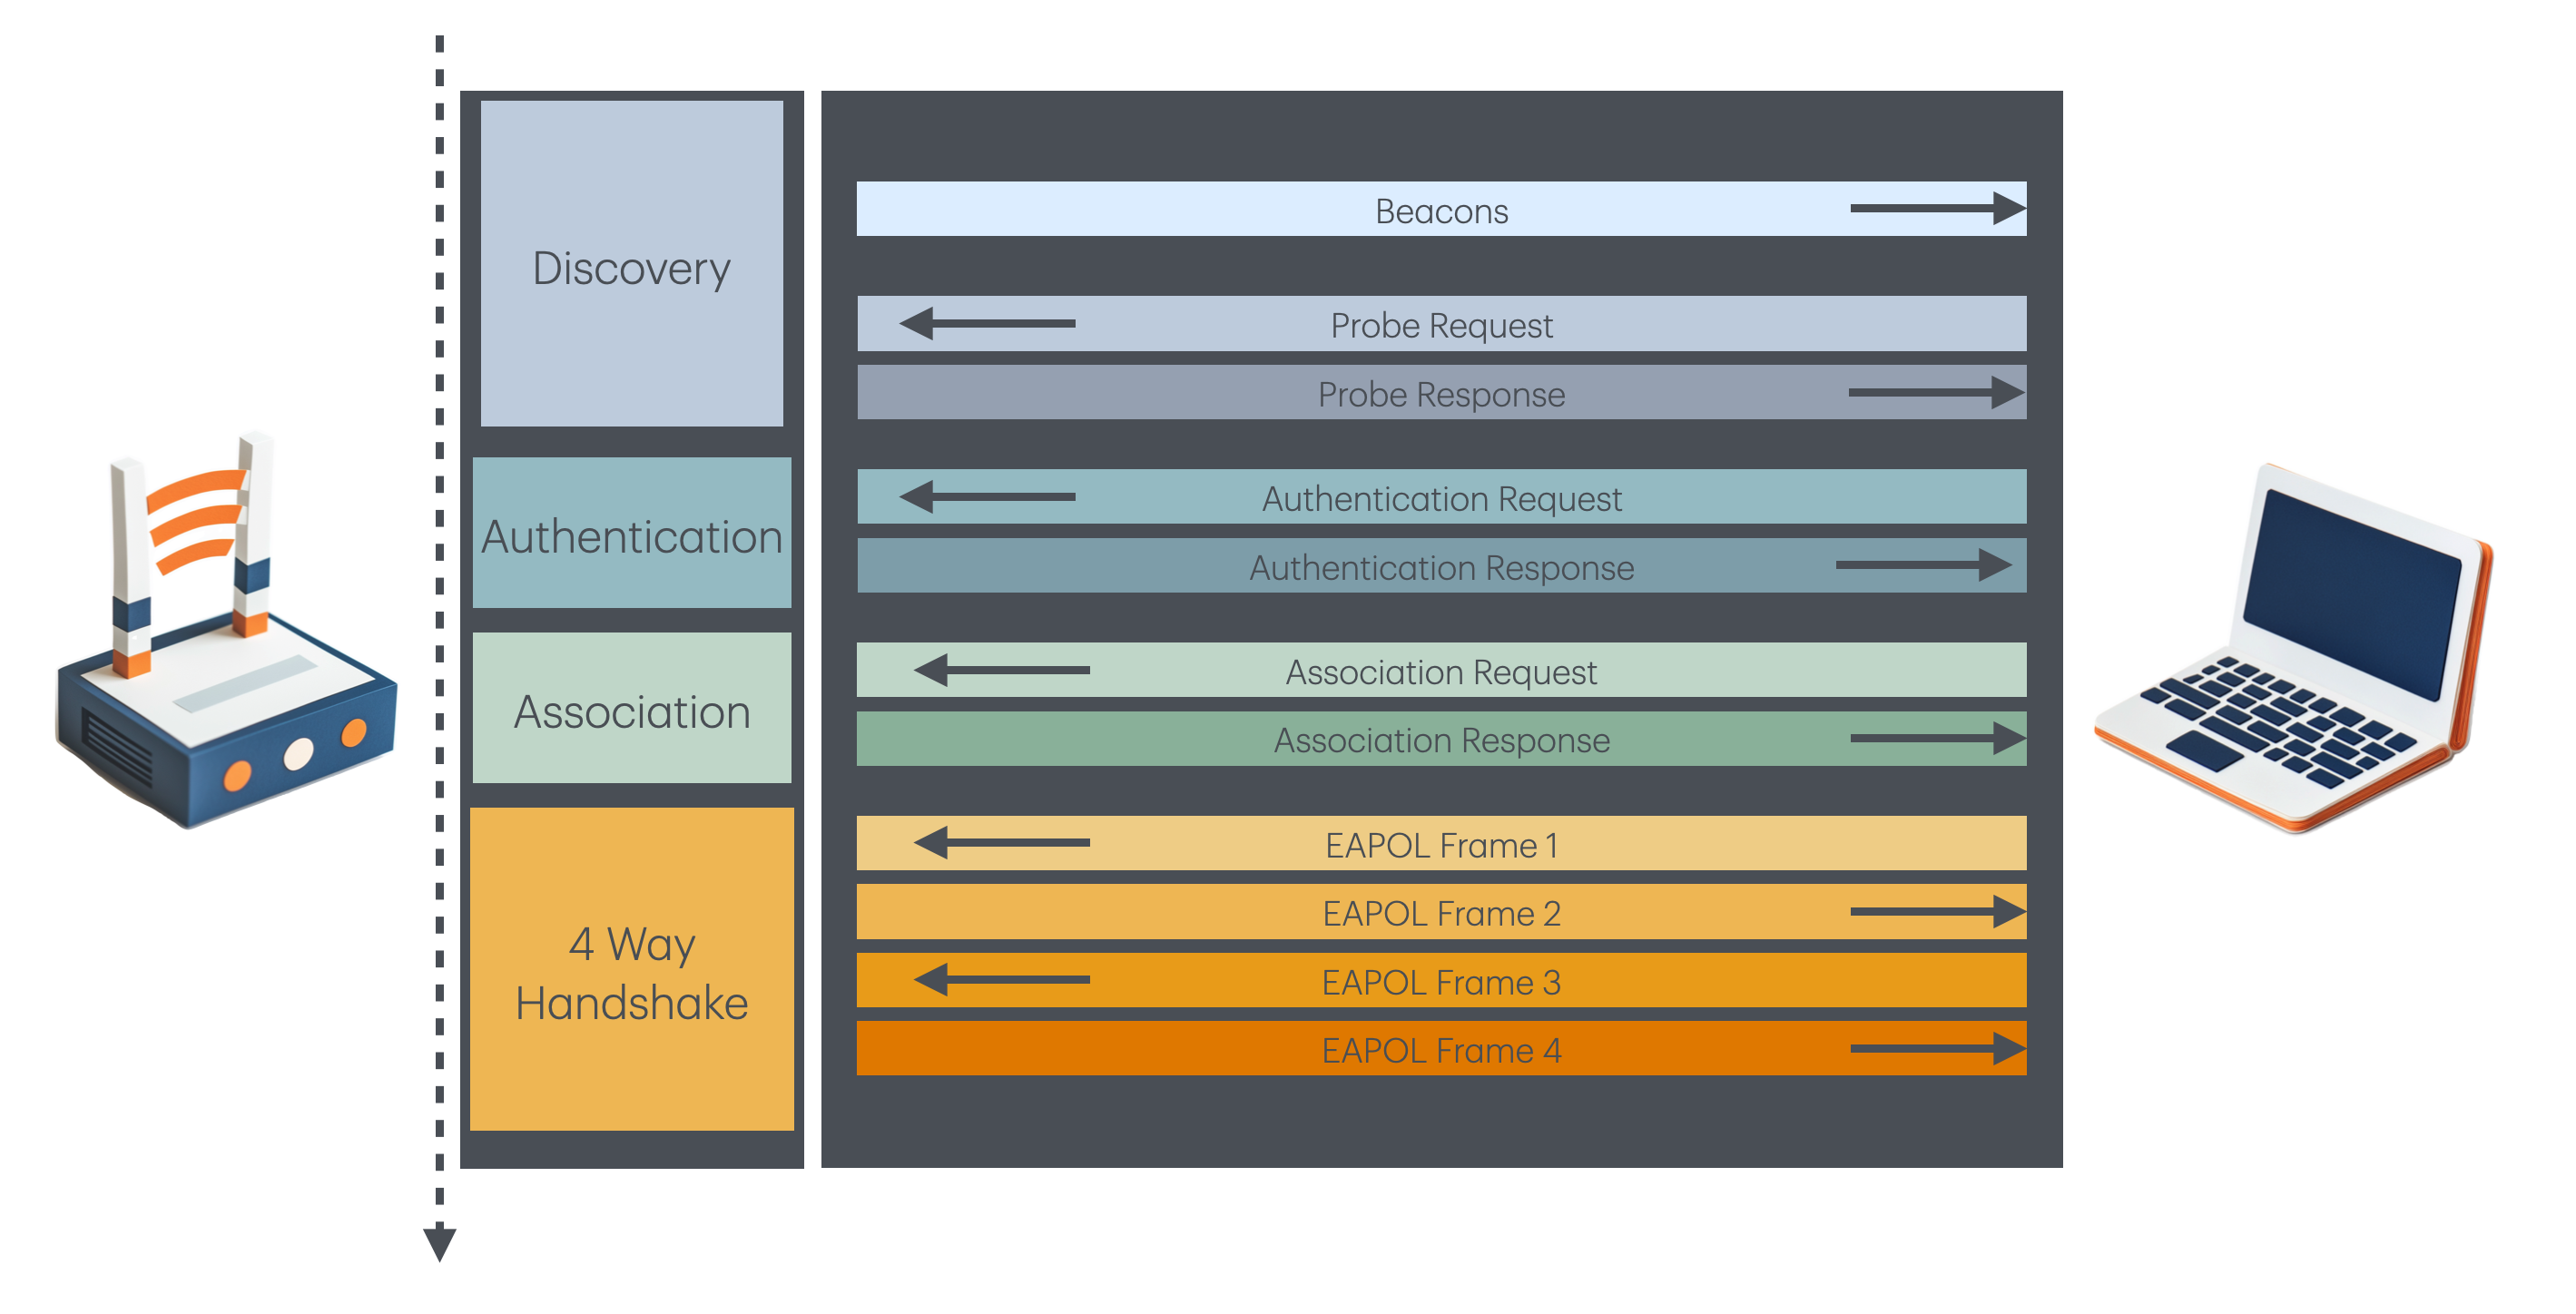 Discovery
Beacons
Probe Request
Probe Response
Authentication
Authentication Request
Authentication Response
Association
Association Request
Association Response
4 Way
Handshake
EAPOL Frame 1
EAPOL Frame 2
EAPOL Frame 3
EAPOL Frame 4